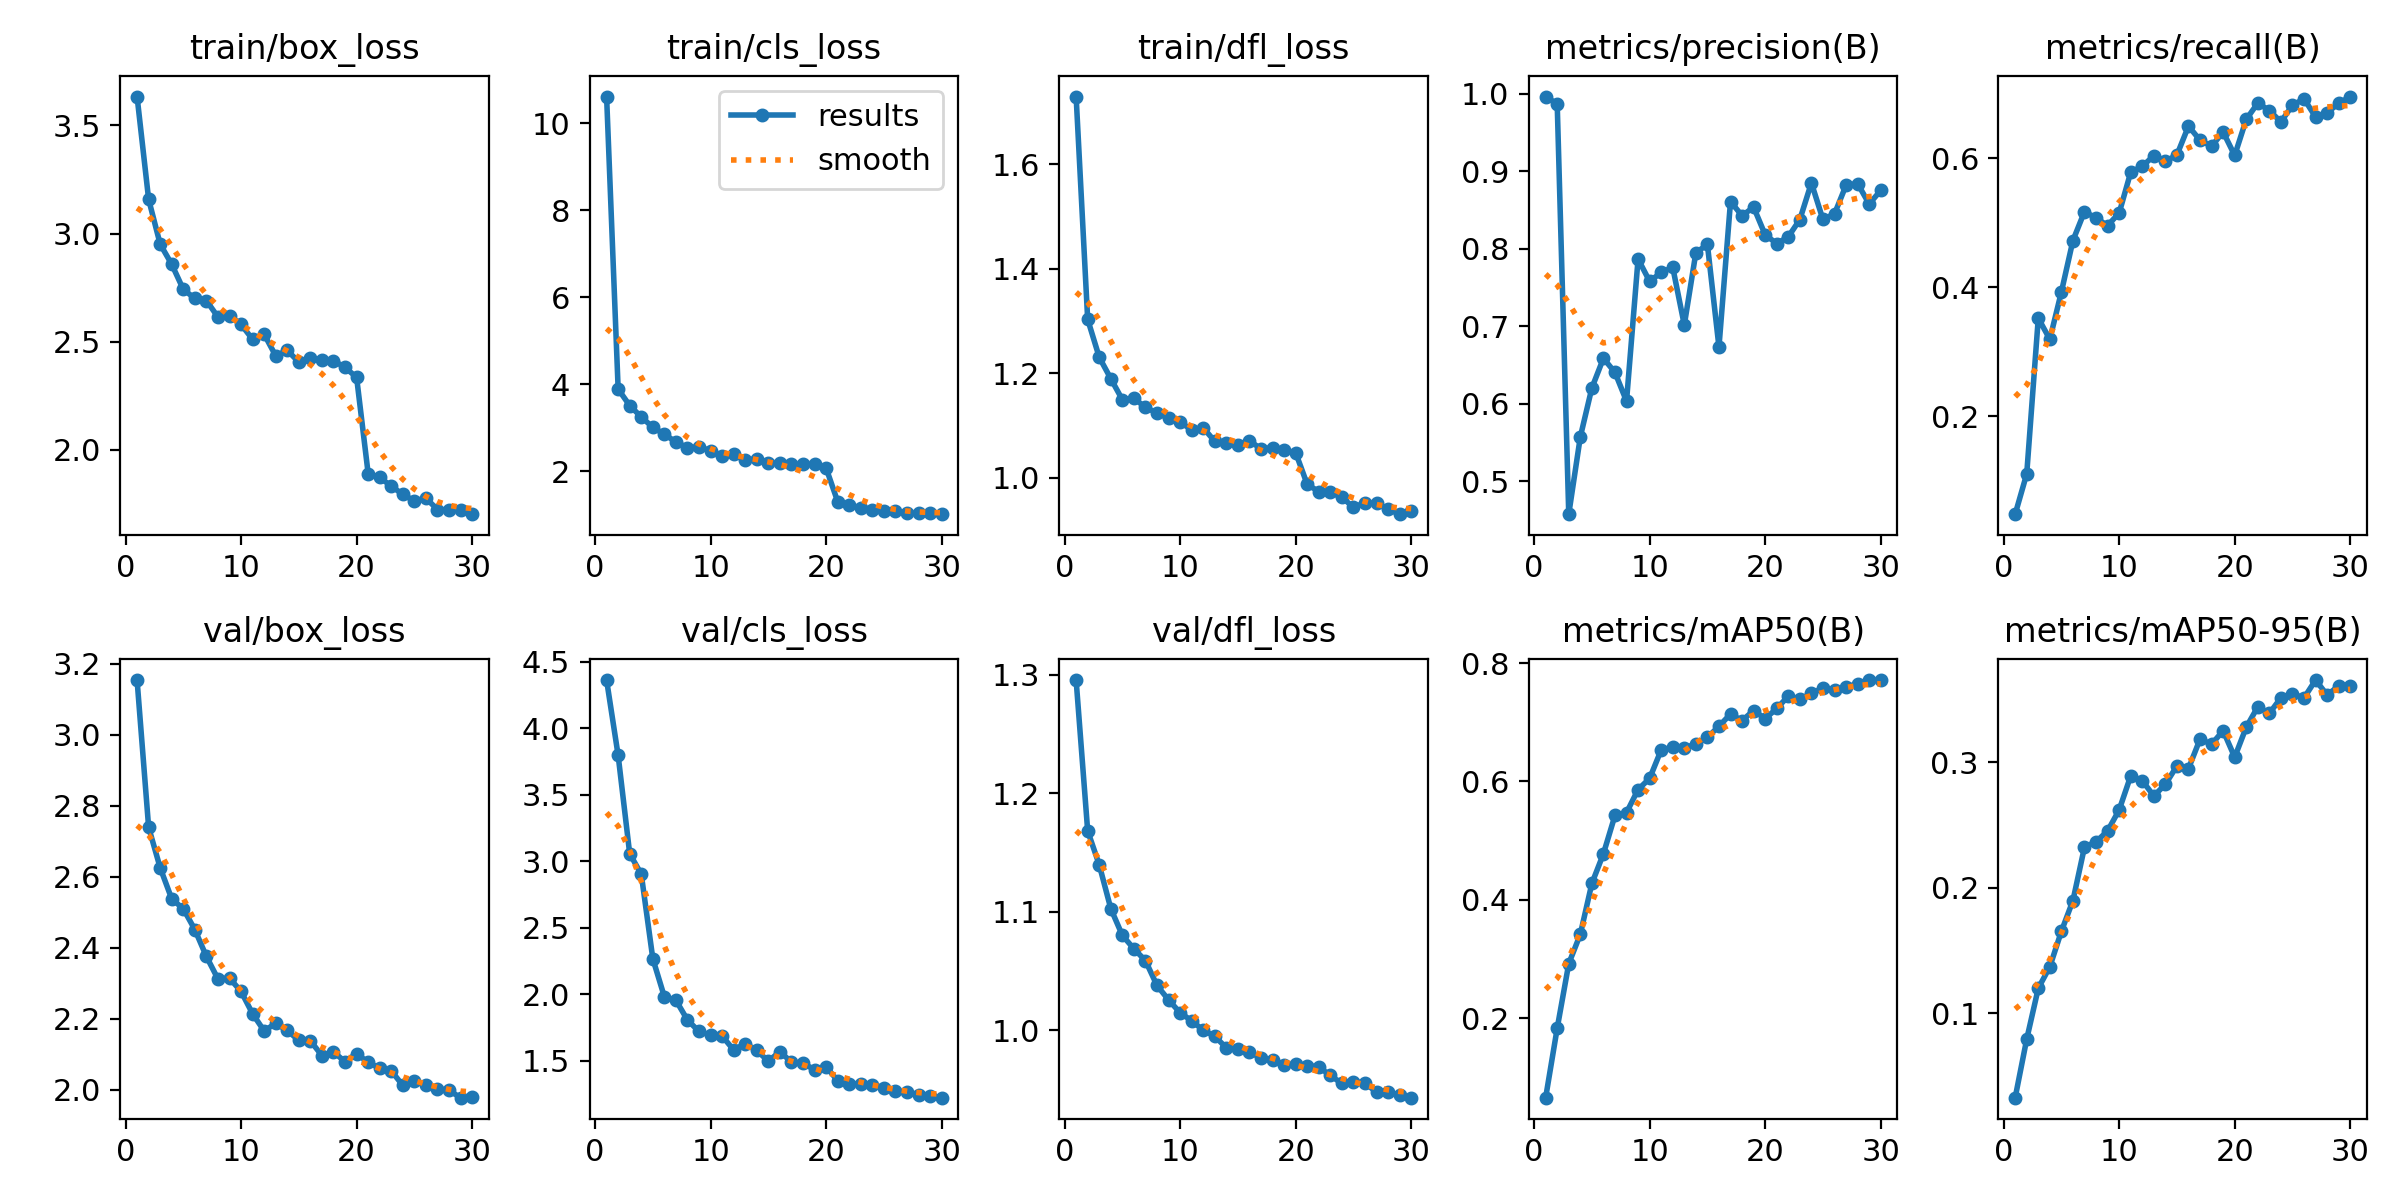 train/box_loss
train/cls_loss
train/dfl_loss
metrics/precision(B)
metrics/recall(B)
3.5
3.0
2.5
2.0
0 10 20 30
results
smooth
10
8
6
4
2
0 10 20 30
1.6
1.4
1.2
1.0
0 10 20 30
1.0
0.9
0.8
0.7
0.6
0.5
0 10 20 30
0.6
0.4
0.2
0 10 20 30
val/box_loss
val/cls_loss
val/dfl_loss
metrics/mAP50(B)
metrics/mAP50-95(B)
3.2
3.0
2.8
2.6
2.4
2.2
2.0
0 10 20 30
4.5
4.0
3.5
3.0
2.5
2.0
1.5
0 10 20 30
1.3
1.2
1.1
1.0
0 10 20 30
0.8
0.6
0.4
0.2
0 10 20 30
0.3
0.2
0.1
0 10 20 30